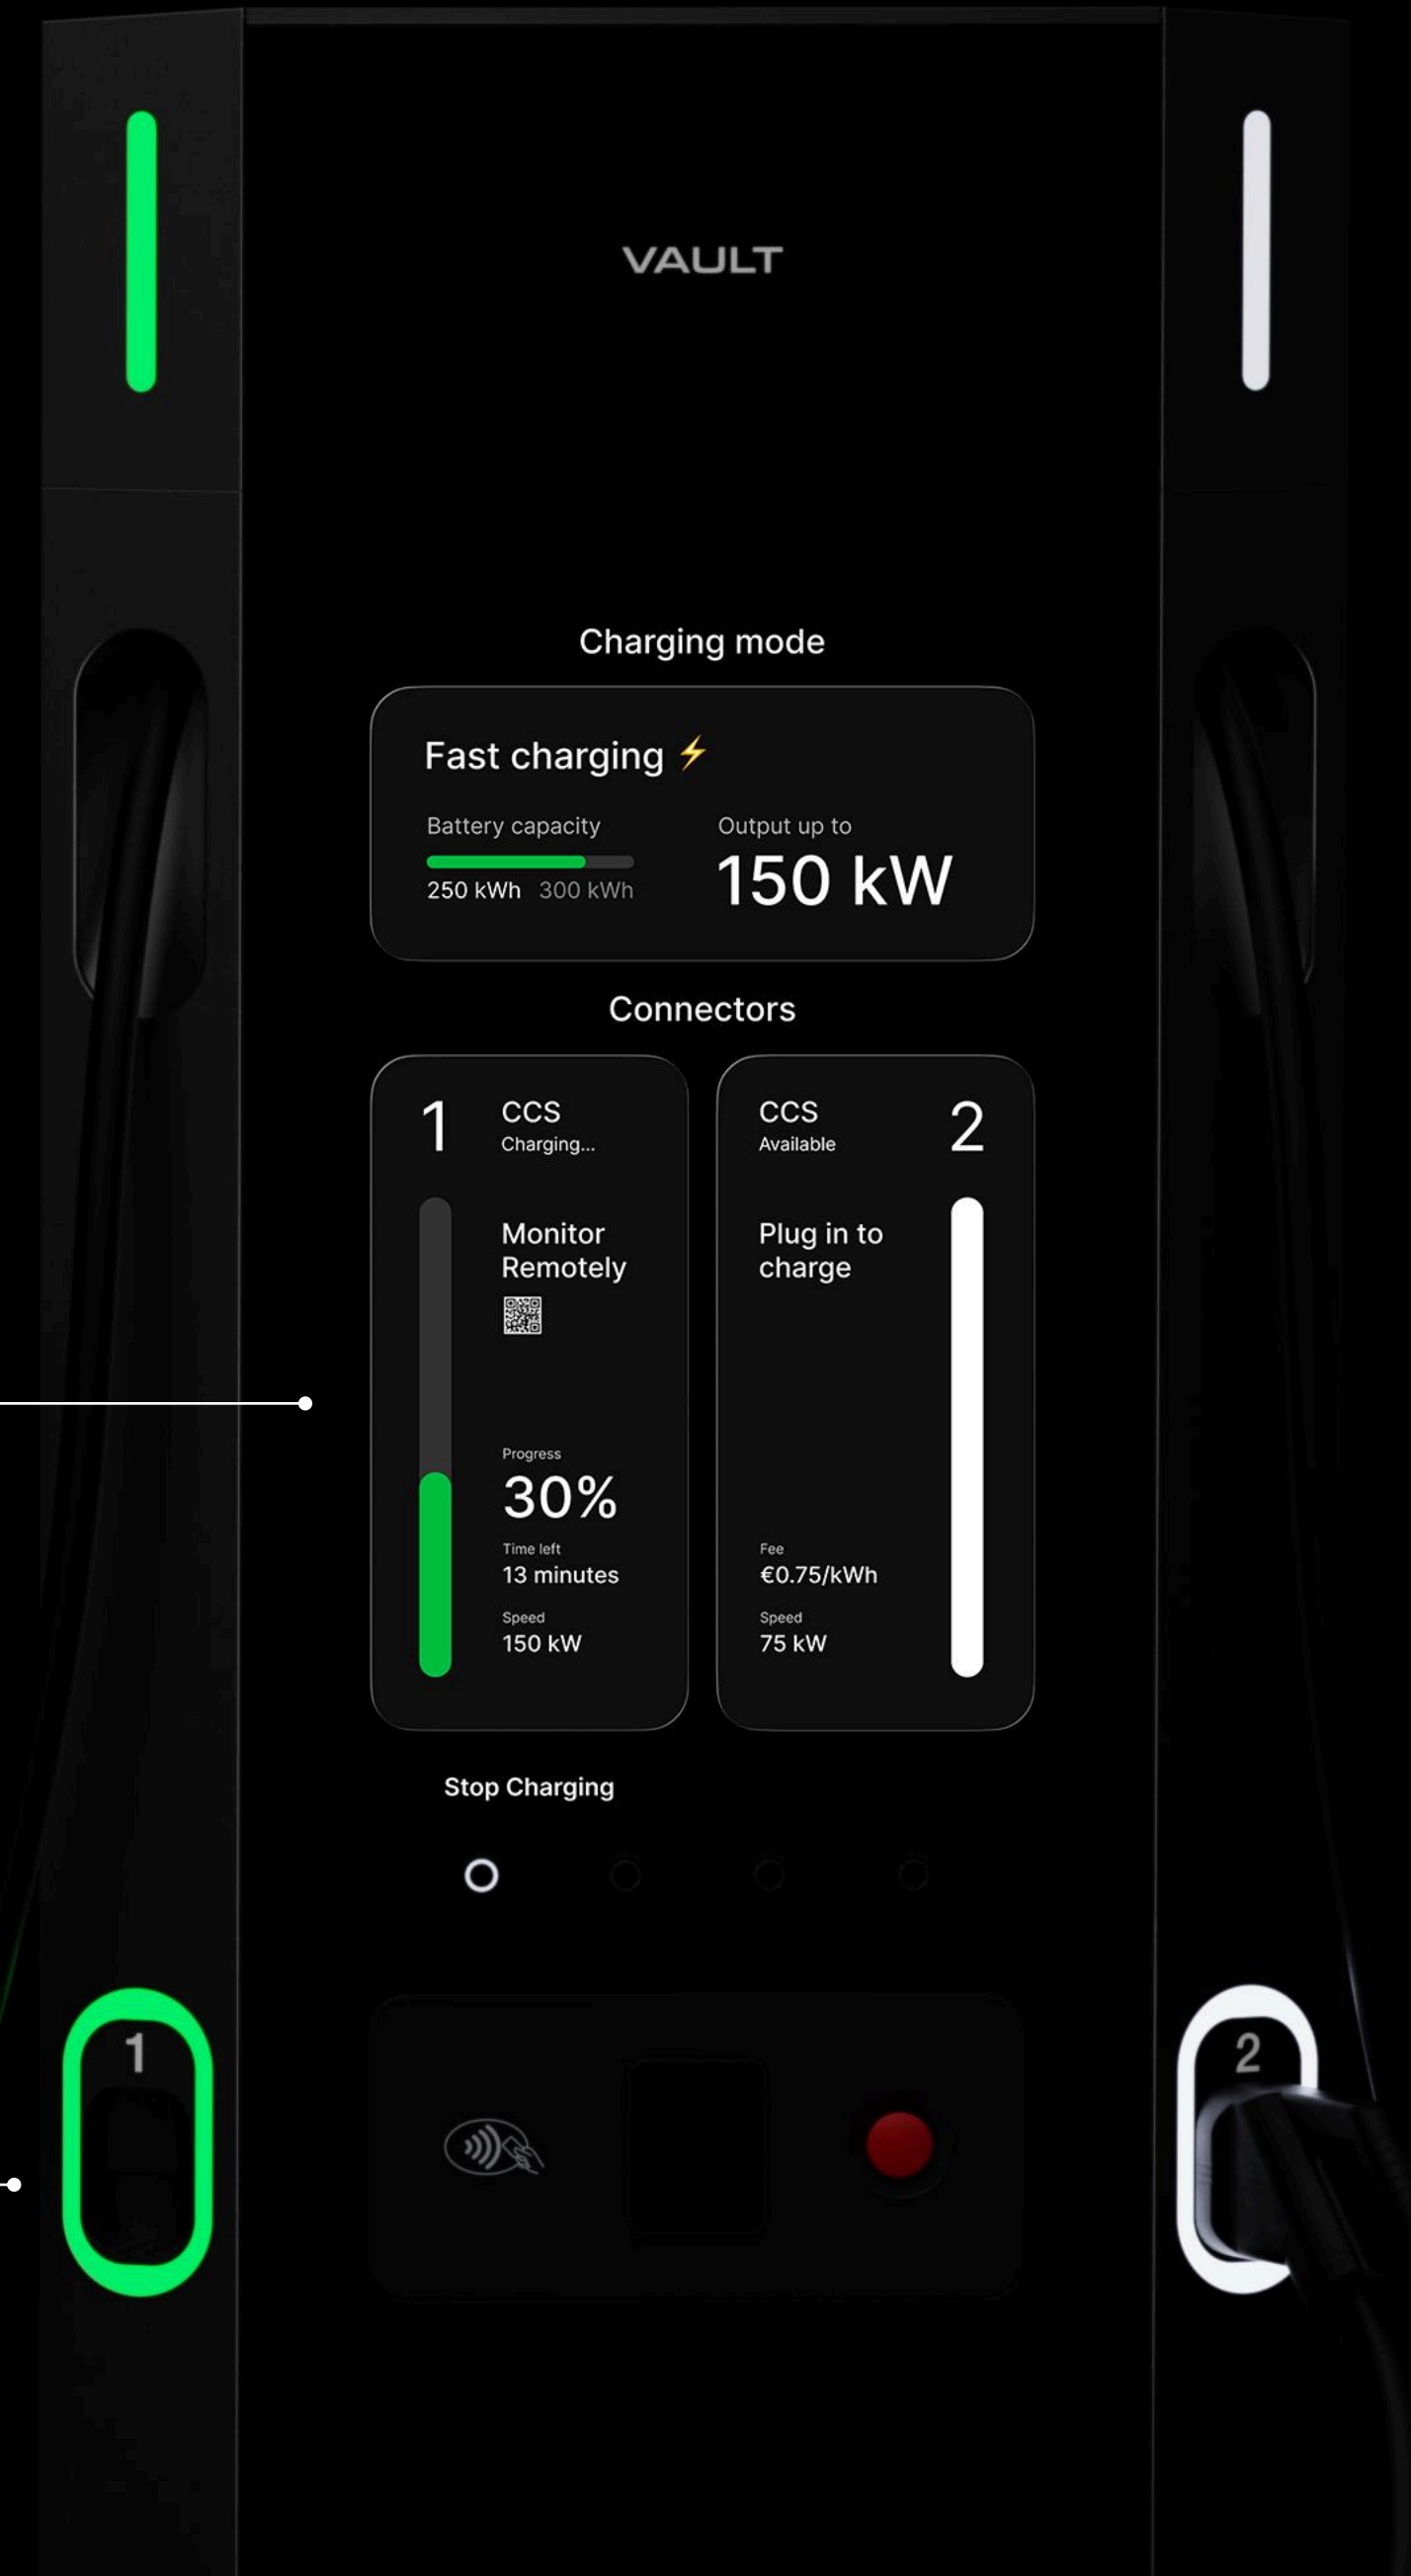 VAULT
Charging mode
Fast charging ⚡
Battery capacity
250 kWh 300 kWh
Output up to
150 kW
Connectors
1
CCS
Charging...
Monitor
Remotely
Progress
30%
Time left
13 minutes
Speed
150 kW
CCS
Available
2
Plug in to
charge
Fee
€0.75/kWh
Speed
75 kW
Stop Charging
1
2